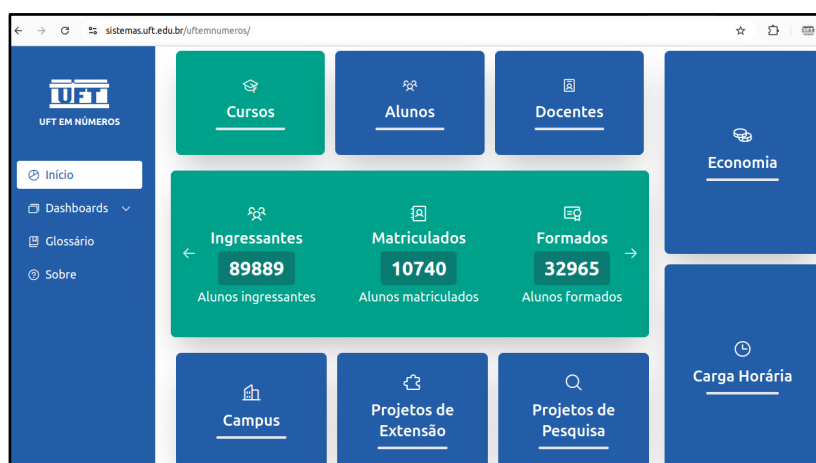 sistemas.uft.edu.br/uftemnumeros/
UFT
UFT EM NÚMEROS
Início
Dashboards
Glossário
Sobre
Cursos
Alunos
Docentes
Economia
Ingressantes
89889
Alunos ingressantes
Matriculados
10740
Alunos matriculados
Formados
32965
Alunos formados
Campus
Projetos de
Extensão
Projetos de
Pesquisa
Carga Horária